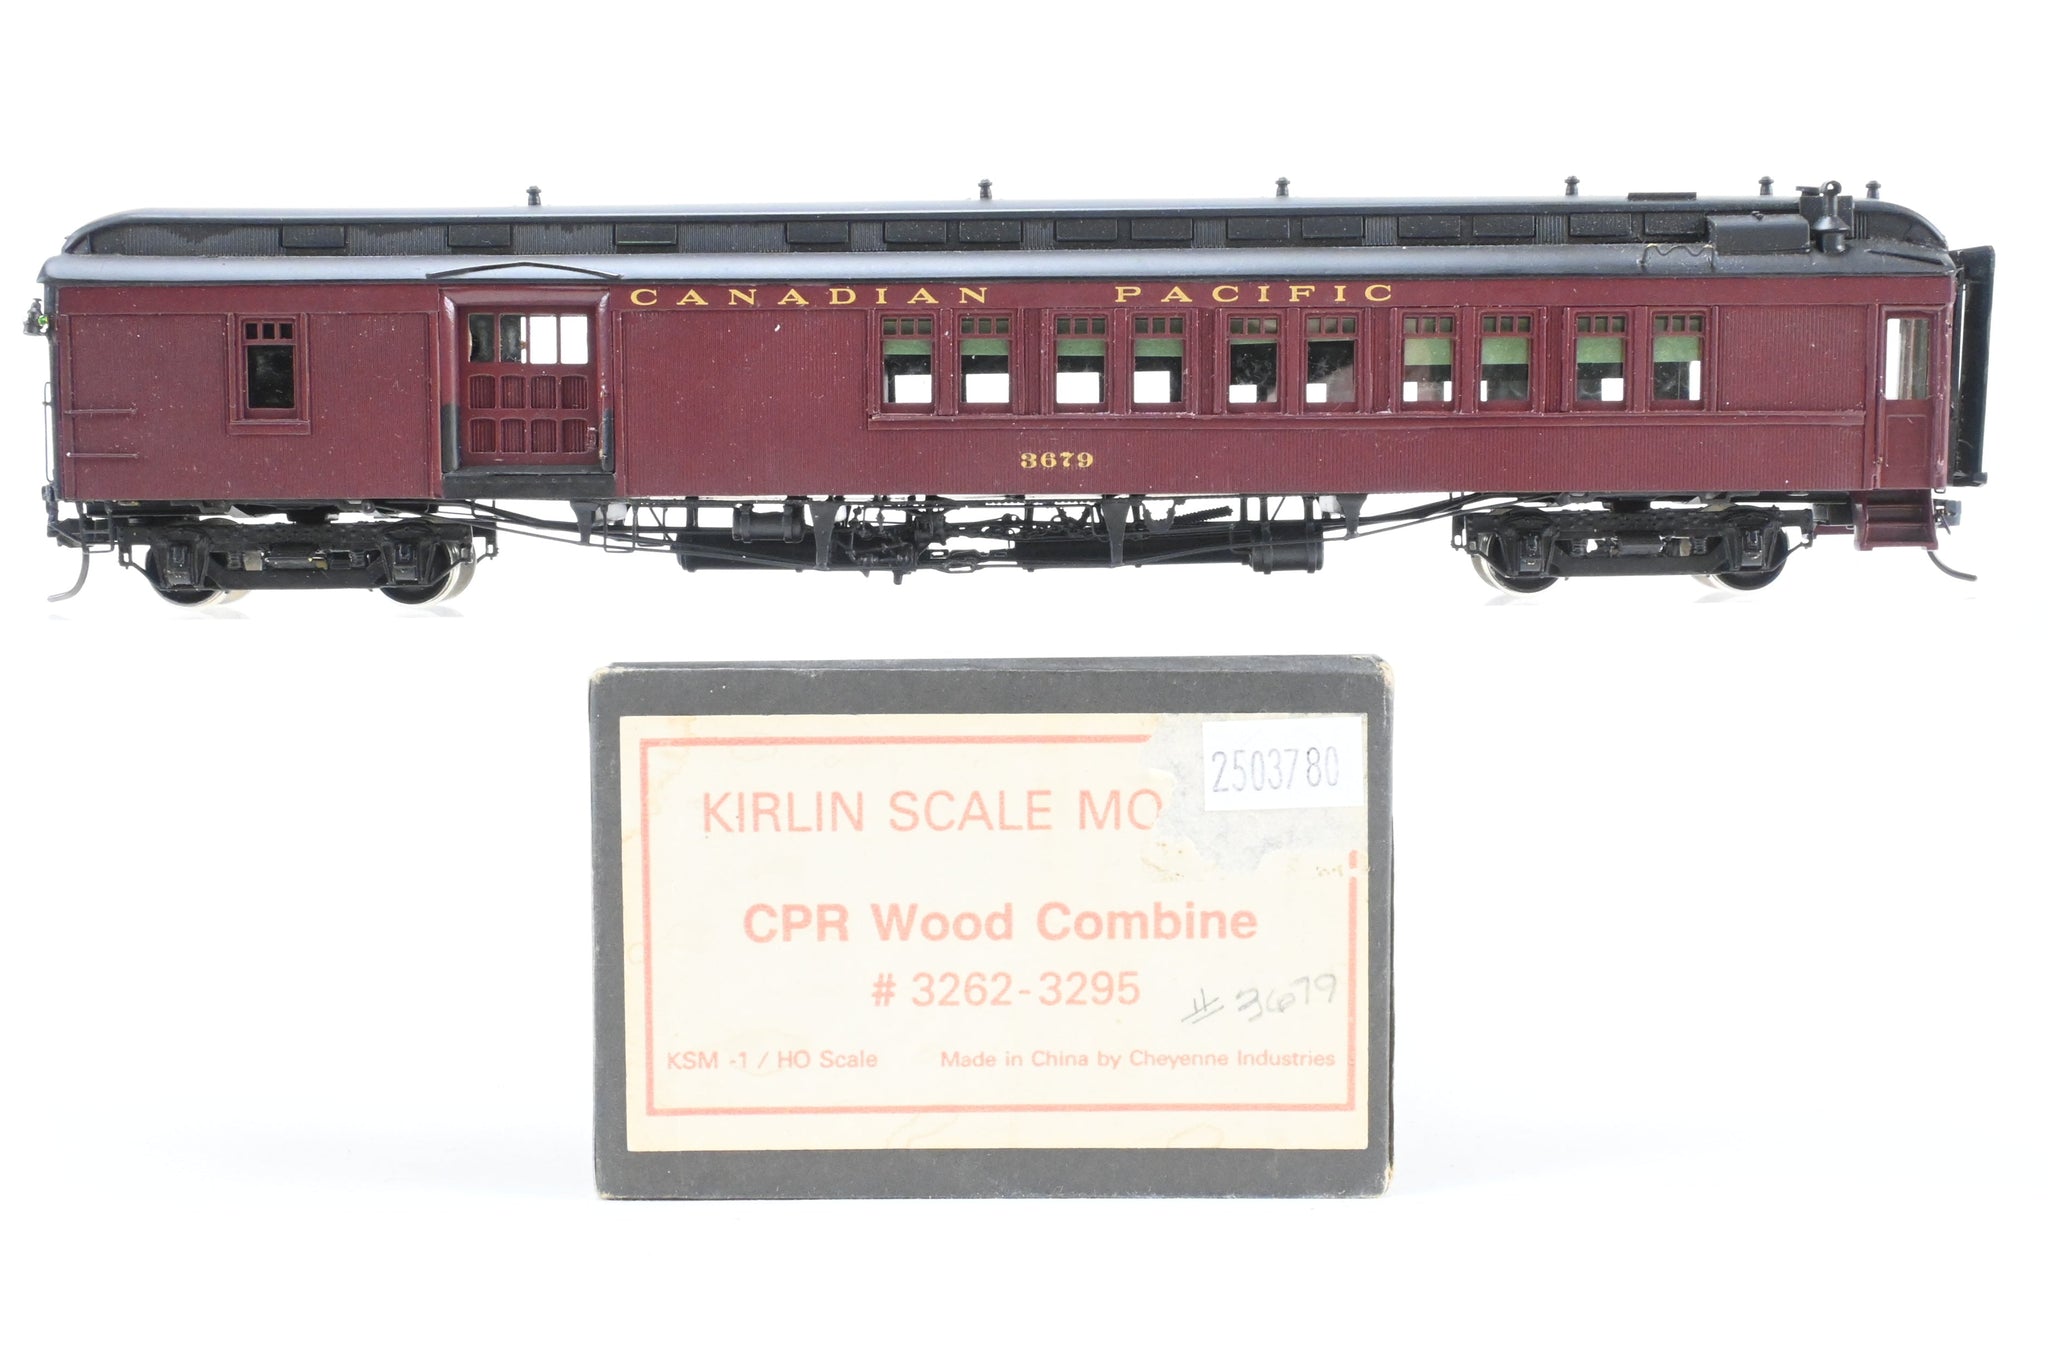 CANADIAN PACIFIC
3679
2503780
KIRLIN SCALE MO
CPR Wood Combine
# 3262-3295 # 3679
KSM -1 / HO Scale Made in China by Cheyenne Industries